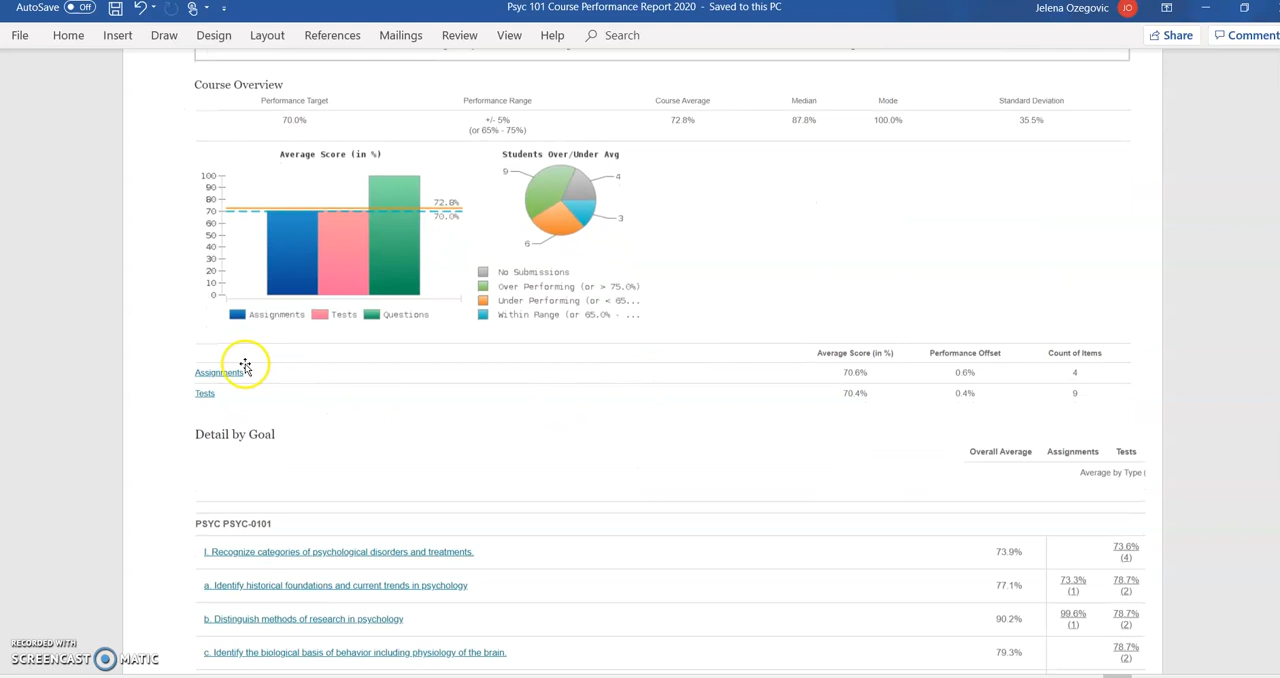 AutoSave Off Psyc 101 Course Performance Report 2020 - Saved to this PC Jelena Ozegovic JO
File Home Insert Draw Design Layout References Mailings Review View Help Search Share Comment
Course Overview
Performance Target Performance Range Course Average Median Mode Standard Deviation
70.0% +/- 5% 72.8% 87.8% 100.0% 35.5%
(or 65% - 75%)
Average Score (in %)
100
90
80
70
60
50
40
30
20
10
0
72.8%
70.0%
Assignments Tests Questions
Students Over/Under Avg
9
4
3
6
No Submissions
Over Performing (or > 75.0%)
Under Performing (or < 65...
Within Range (or 65.0% - ...
Average Score (in %) Performance Offset Count of Items
Assignments 70.6% 0.6% 4
Tests 70.4% 0.4% 9
Detail by Goal
Overall Average Assignments Tests
Average by Type (
PSYC PSYC-0101
I. Recognize categories of psychological disorders and treatments. 73.9% 73.6%
(4)
a. Identify historical foundations and current trends in psychology 77.1% 73.3% 78.7%
(1) (2)
b. Distinguish methods of research in psychology 90.2% 99.6% 78.7%
(1) (2)
c. Identify the biological basis of behavior including physiology of the brain. 79.3% 78.7%
(2)
RECORDED WITH
SCREENCAST MATIC